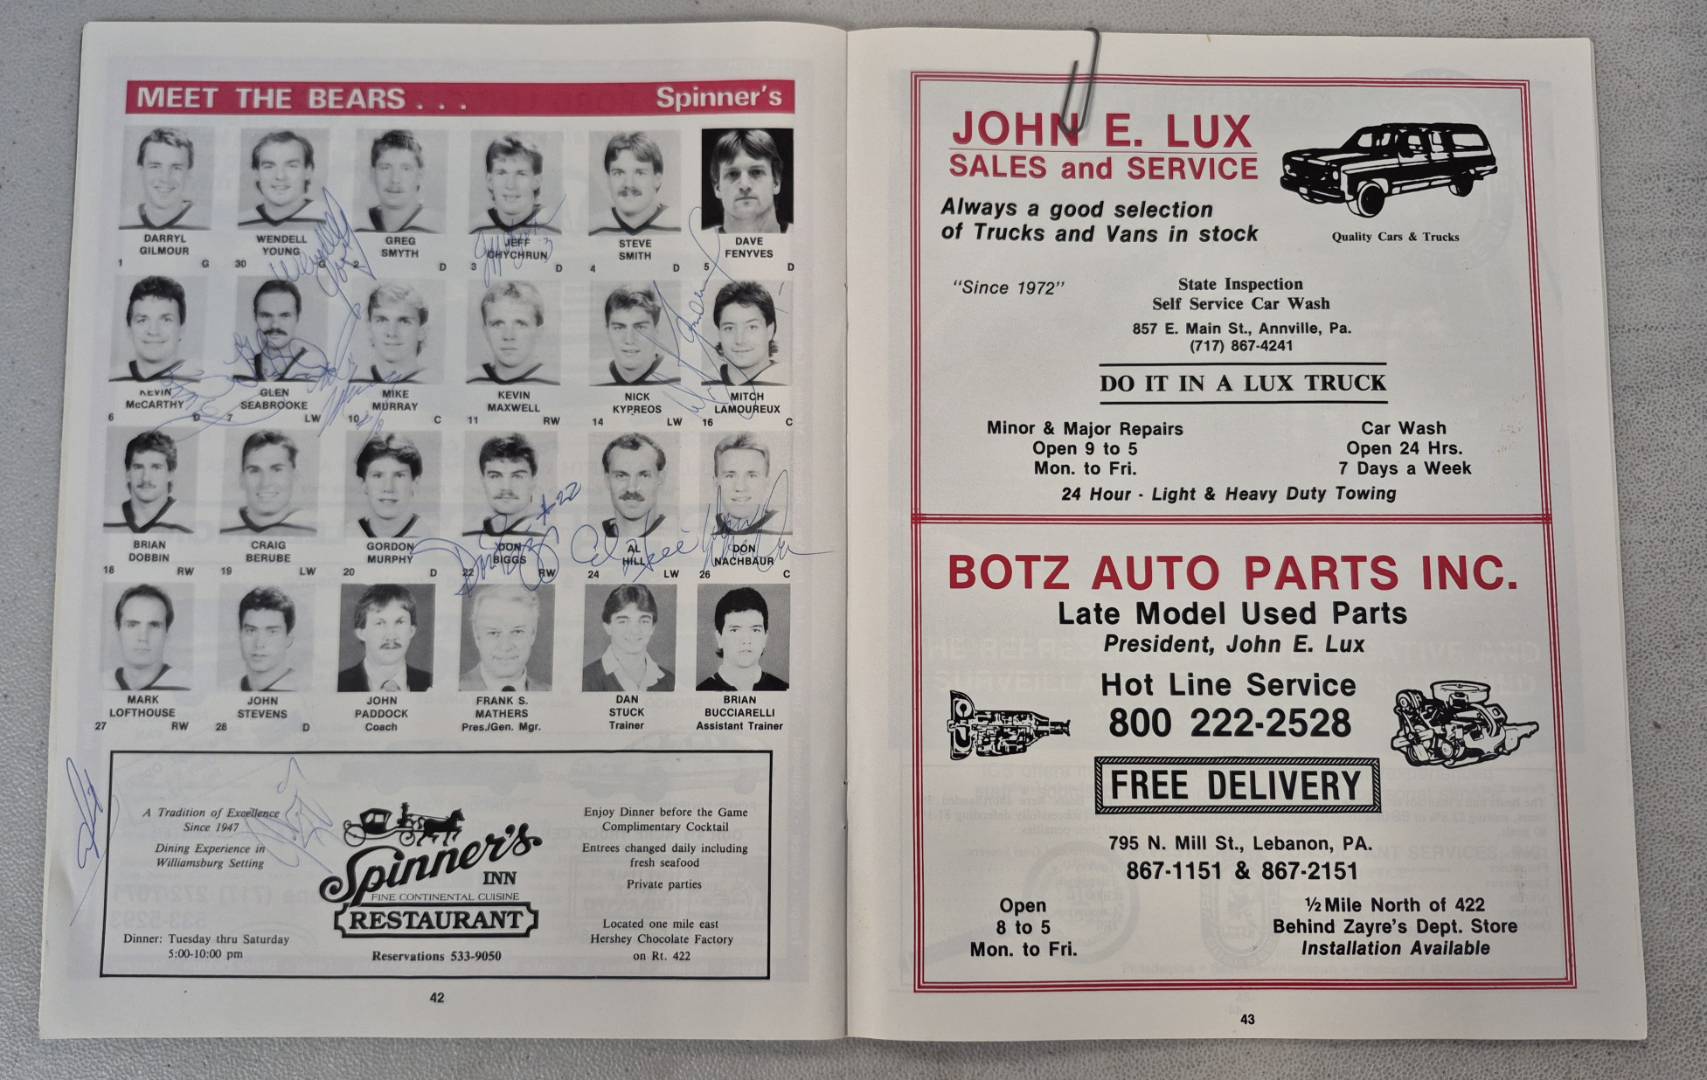 MEET THE BEARS . . . Spinner's
DARRYL GILMOUR
1 G
WENDELL YOUNG
30 G
GREG SMYTH
2 D
JEFF CHYCHRUN
3 D
STEVE SMITH
4 D
DAVE FENYVES
5 D
Wendell Young
KEVIN McCARTHY
6 D
GLEN SEABROOKE
7 LW
MIKE MURRAY
10 C
KEVIN MAXWELL
11 RW
NICK KYPREOS
14 LW
MITCH LAMOUREUX
16 C
BRIAN DOBBIN
18 RW
CRAIG BERUBE
19 LW
GORDON MURPHY
20 D
DON BIGGS
22 RW
AL HILL
24 LW
DON NACHBAUR
26 C
#22
MARK LOFTHOUSE
27 RW
JOHN STEVENS
28 D
JOHN PADDOCK
Coach
FRANK S. MATHERS
Pres./Gen. Mgr.
DAN STUCK
Trainer
BRIAN BUCCIARELLI
Assistant Trainer
A Tradition of Excellence
Since 1947
Dining Experience in
Williamsburg Setting
Dinner: Tuesday thru Saturday
5:00-10:00 pm
Spinner's
INN
FINE CONTINENTAL CUISINE
RESTAURANT
Reservations 533-9050
Enjoy Dinner before the Game
Complimentary Cocktail
Entrees changed daily including
fresh seafood
Private parties
Located one mile east
Hershey Chocolate Factory
on Rt. 422
42
JOHN E. LUX
SALES and SERVICE
Always a good selection
of Trucks and Vans in stock
Quality Cars & Trucks
"Since 1972"
State Inspection
Self Service Car Wash
857 E. Main St., Annville, Pa.
(717) 867-4241
DO IT IN A LUX TRUCK
Minor & Major Repairs
Open 9 to 5
Mon. to Fri.
Car Wash
Open 24 Hrs.
7 Days a Week
24 Hour - Light & Heavy Duty Towing
BOTZ AUTO PARTS INC.
Late Model Used Parts
President, John E. Lux
Hot Line Service
800 222-2528
FREE DELIVERY
795 N. Mill St., Lebanon, PA.
867-1151 & 867-2151
Open
8 to 5
Mon. to Fri.
½ Mile North of 422
Behind Zayre's Dept. Store
Installation Available
43